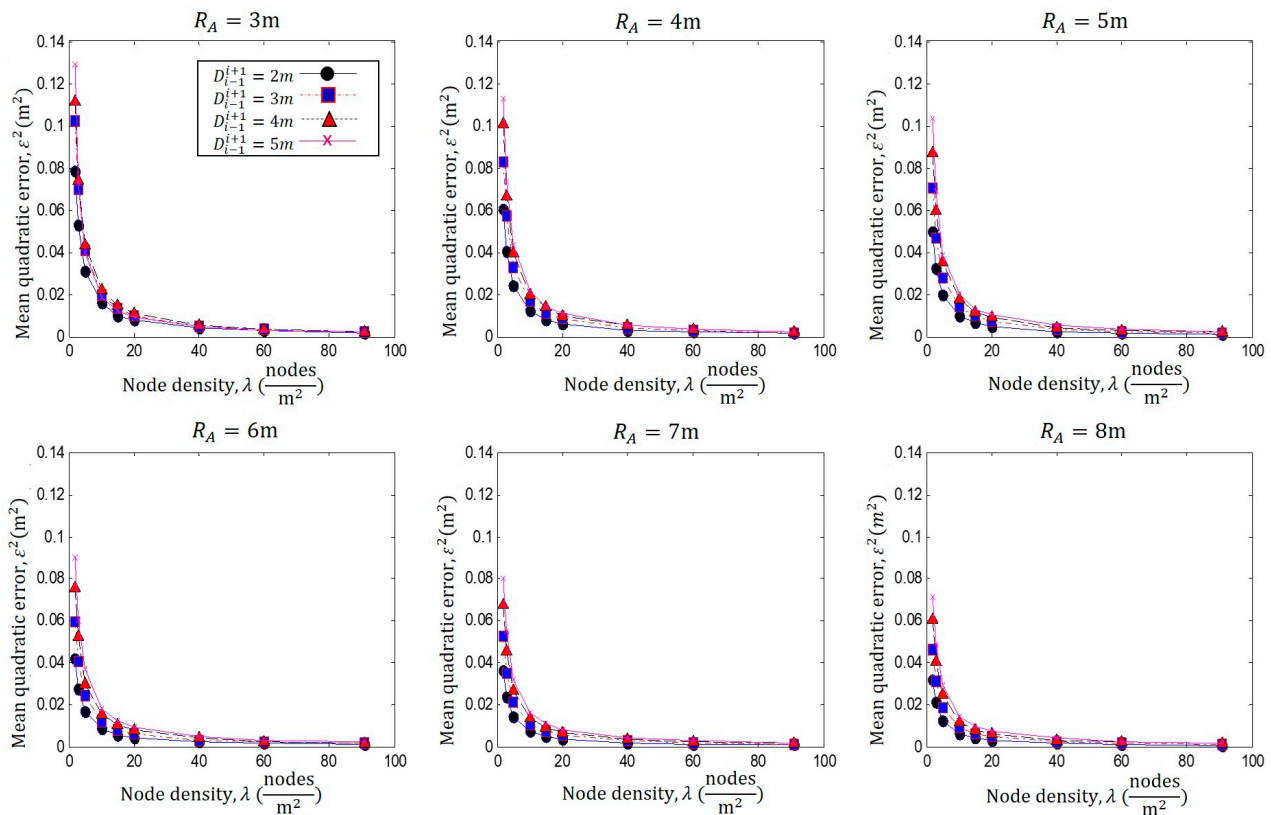 R_A = 3m
Mean quadratic error, ε²(m²)
0.14
0.12
0.1
0.08
0.06
0.04
0.02
0
D_{i−1}^{i+1} = 2m
D_{i−1}^{i+1} = 3m
D_{i−1}^{i+1} = 4m
D_{i−1}^{i+1} = 5m
0 20 40 60 80 100
Node density, λ (nodes/m²)
R_A = 4m
Mean quadratic error, ε²(m²)
0.14
0.12
0.1
0.08
0.06
0.04
0.02
0
0 20 40 60 80 100
Node density, λ (nodes/m²)
R_A = 5m
Mean quadratic error, ε²(m²)
0.14
0.12
0.1
0.08
0.06
0.04
0.02
0
0 20 40 60 80 100
Node density, λ (nodes/m²)
R_A = 6m
Mean quadratic error, ε²(m²)
0.14
0.12
0.1
0.08
0.06
0.04
0.02
0
0 20 40 60 80 100
Node density, λ (nodes/m²)
R_A = 7m
Mean quadratic error, ε²(m²)
0.14
0.12
0.1
0.08
0.06
0.04
0.02
0
0 20 40 60 80 100
Node density, λ (nodes/m²)
R_A = 8m
Mean quadratic error, ε²(m²)
0.14
0.12
0.1
0.08
0.06
0.04
0.02
0
0 20 40 60 80 100
Node density, λ (nodes/m²)